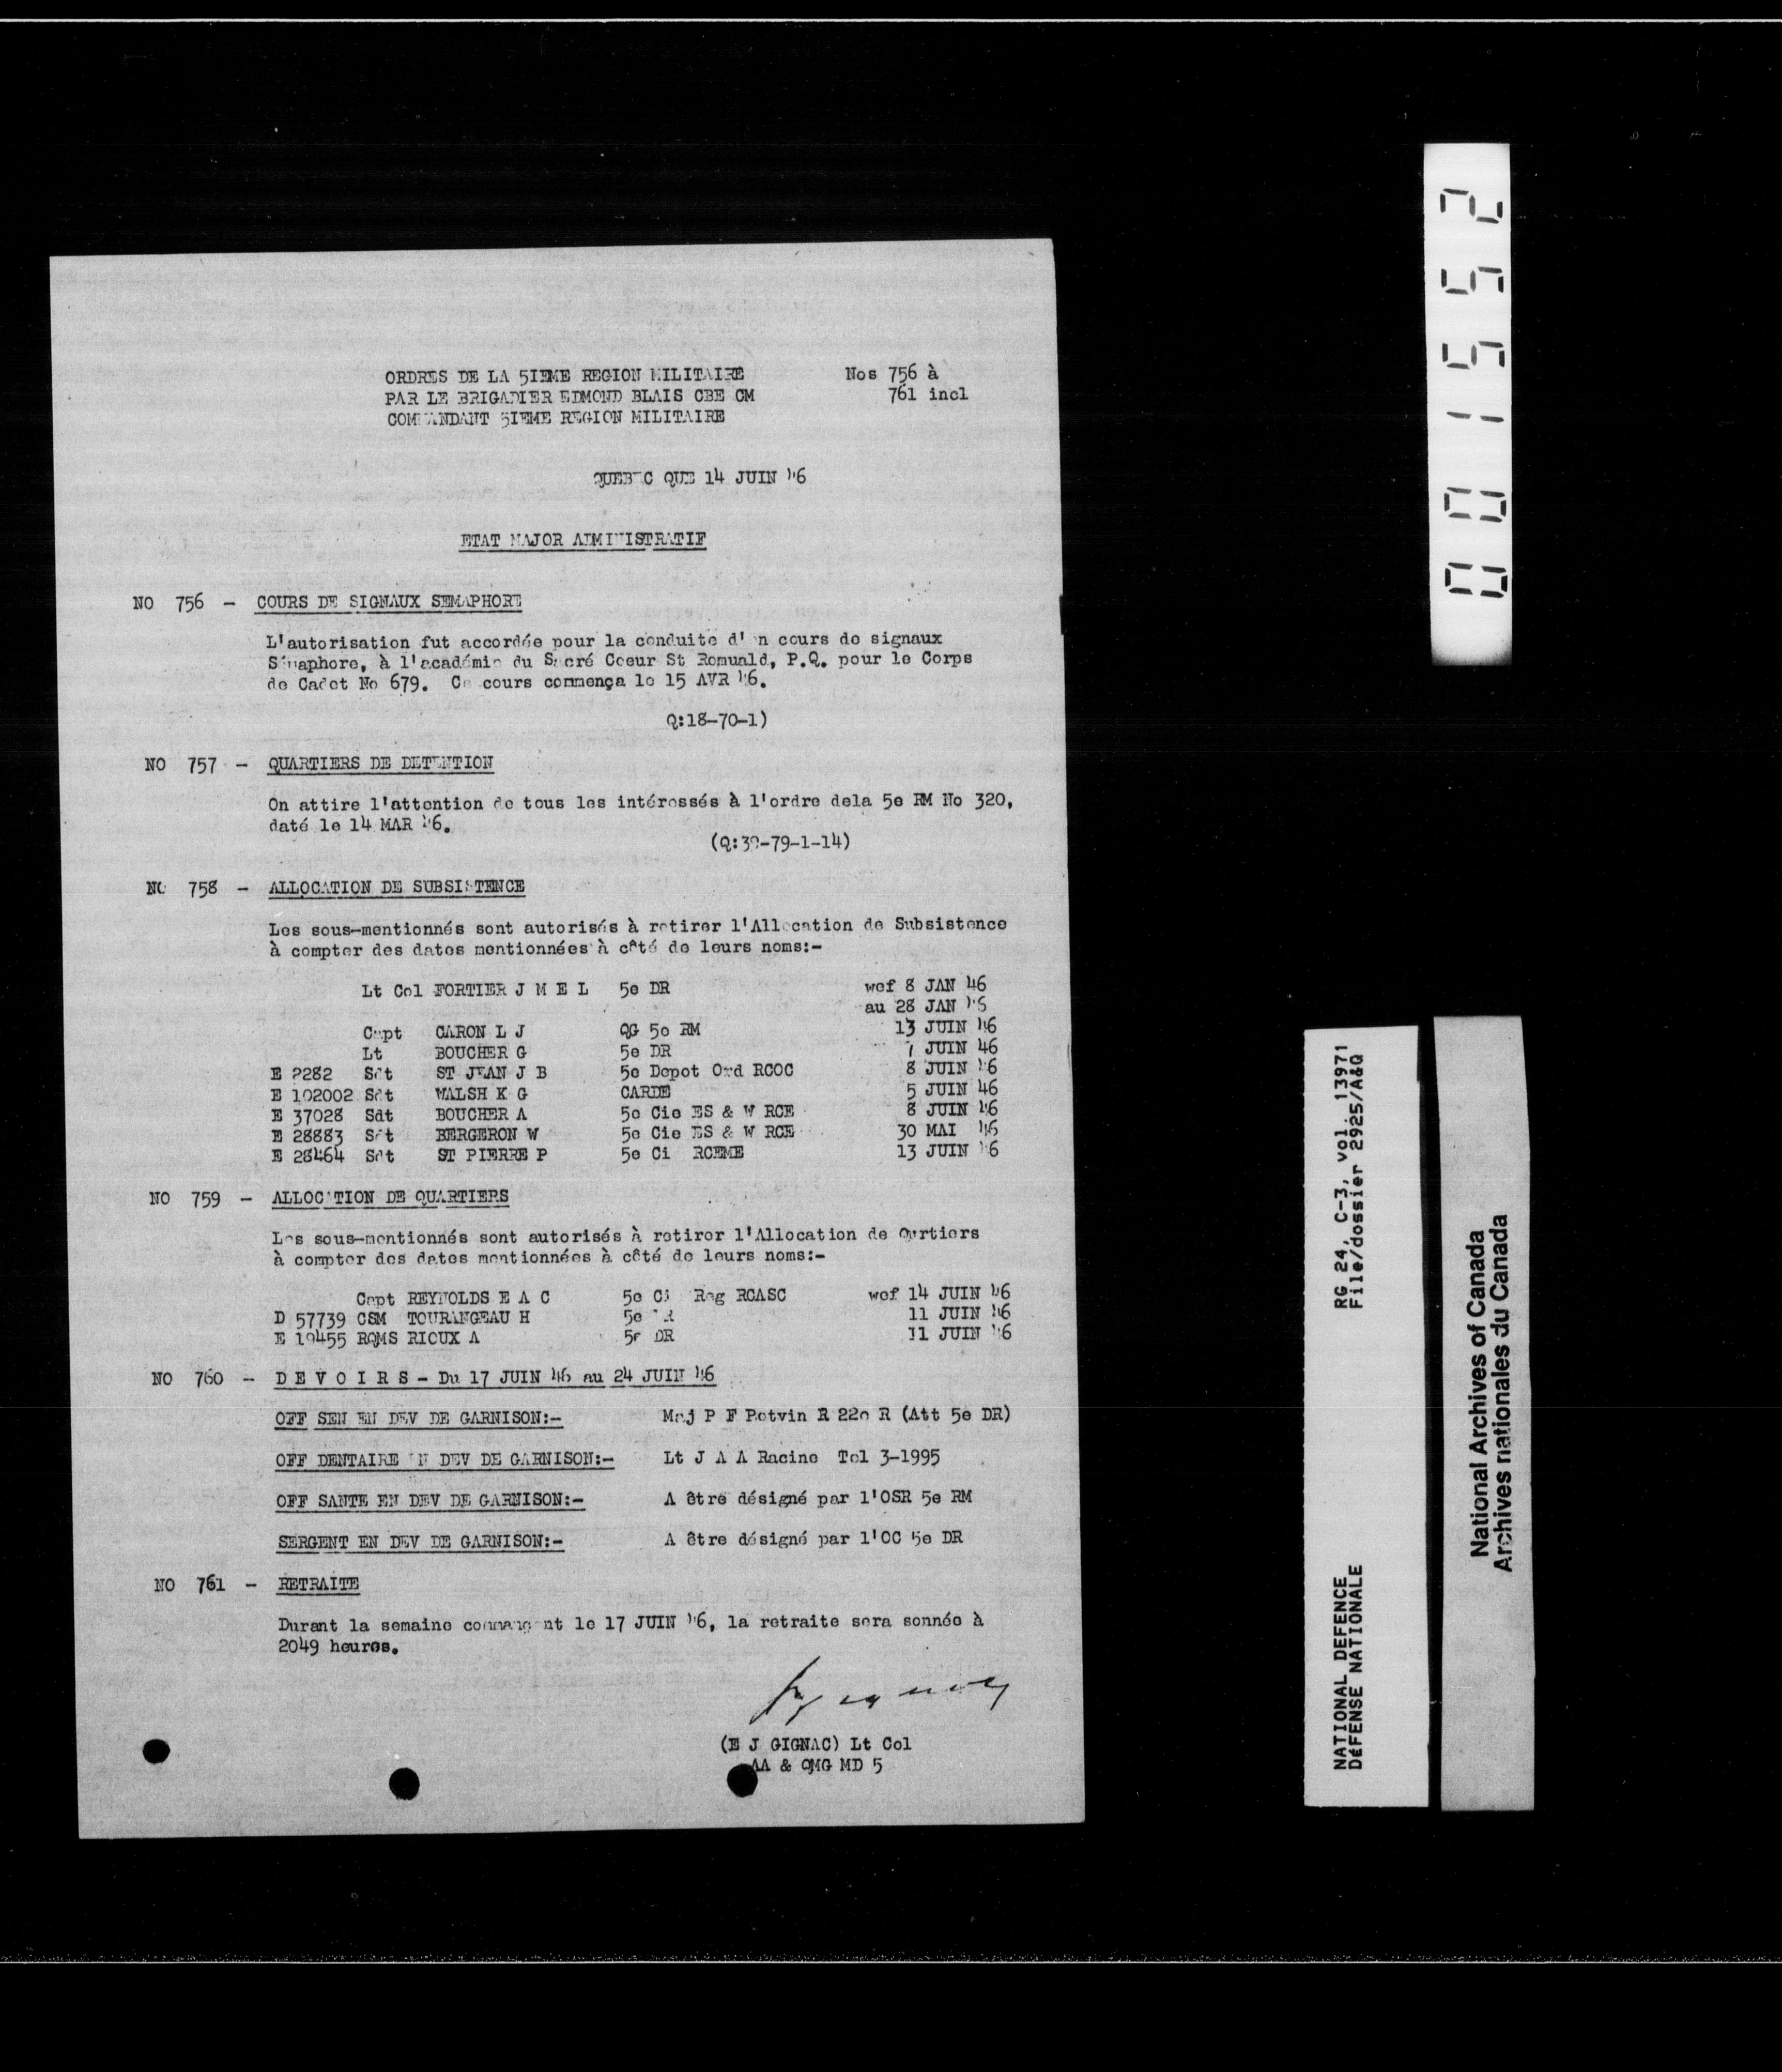 ORDRES DE LA 5IEME REGION MILITAIRE Nos 756 à
PAR LE BRIGADIER EDMOND BLAIS CBE CM 761 incl
COMMANDANT 5IEME REGION MILITAIRE
QUEBEC QUE 14 JUIN 46
ETAT MAJOR ADMINISTRATIF
NO 756 - COURS DE SIGNAUX SEMAPHORE
L'autorisation fut accordée pour la conduite d'un cours de signaux
Sémaphore, à l'académie du Sacré Coeur St Romuald, P.Q. pour le Corps
de Cadet No 679. Ce cours commença le 15 AVR 46.
Q:18-70-1)
NO 757 - QUARTIERS DE DETENTION
On attire l'attention de tous les intéressés à l'ordre dela 5e RM No 320,
daté le 14 MAR 46.
NO 758 - ALLOCATION DE SUBSISTENCE
Les sous-mentionnés sont autorisés à retirer l'Allocation de Subsistence
à compter des dates mentionnées à côté de leurs noms:-
Lt Col FORTIER J M E L 5e DR wef 8 JAN 46
au 28 JAN 46
Capt CARON L J QG 5e RM 13 JUIN 46
Lt BOUCHER G 5e DR 7 JUIN 46
E Sdt ST JEAN J B 5e Depot Ord RCOC 8 JUIN 46
E 102002 Sdt WALSH K G CARDE 5 JUIN 46
E 37028 Sdt BOUCHER A 5e Cie ES & W RCE 8 JUIN 46
E 28883 Sdt BERGERON W 5e Cie ES & W RCE 30 MAI 46
E 28464 Sdt ST PIERRE P 5e Cie RCEME 13 JUIN 46
NO 759 - ALLOCATION DE QUARTIERS
Les sous-mentionnés sont autorisés à retirer l'Allocation de Qurtiers
à compter des dates mentionnées à côté de leurs noms:-
Capt REYNOLDS E A C 5e Cie Reg RCASC wef 14 JUIN 46
D 57739 CSM TOURANGEAU H 5e DR 11 JUIN 46
E 19455 RQMS RIOUX A 5e DR 11 JUIN 46
NO 760 - D E V O I R S - Du 17 JUIN 46 au 24 JUIN 46
OFF SEN EN DEV DE GARNISON:- Maj P F Potvin R 22e R (Att 5e DR)
OFF DENTAIRE EN DEV DE GARNISON:- Lt J A A Racine Tel 3-1995
OFF SANTE EN DEV DE GARNISON:- A être désigné par l'OSR 5e RM
SERGENT EN DEV DE GARNISON:- A être désigné par l'OC 5e DR
NO 761 - RETRAITE
Durant la semaine commençant le 17 JUIN 46, la retraite sera sonnée à
2049 heures.
(E J GIGNAC) Lt Col
AA & QMG MD 5
001552
RG 24, C-3, vol. 13971
File/dossier 2925/A&Q
NATIONAL DEFENCE
DÉFENSE NATIONALE
National Archives of Canada
Archives nationales du Canada